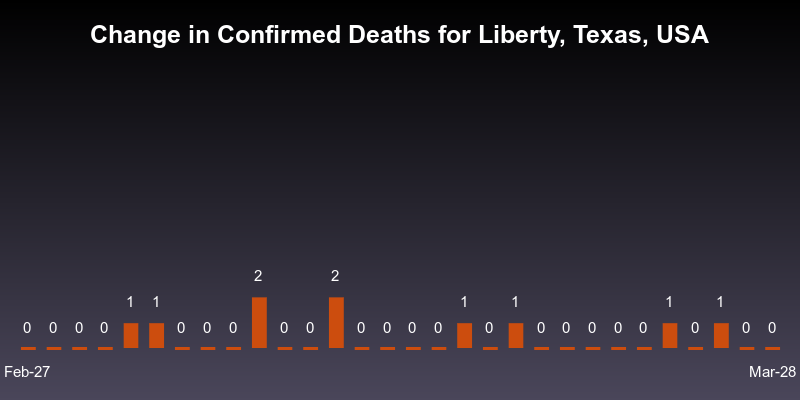 Change in Confirmed Deaths for Liberty, Texas, USA
2 2
1 1 1 1 1 1
0 0 0 0 0 0 0 0 0 0 0 0 0 0 0 0 0 0 0 0 0 0
Feb-27 Mar-28